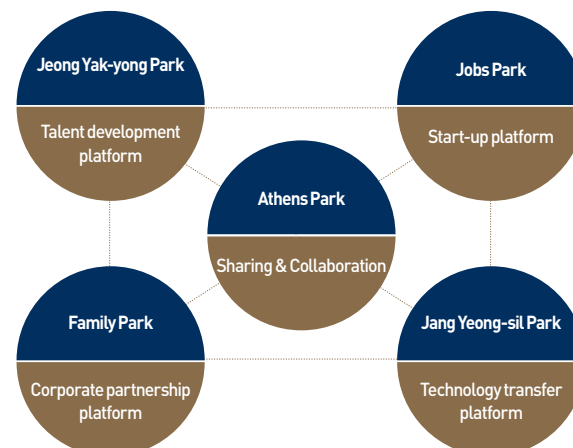 Jeong Yak-yong Park
Talent development
platform
Jobs Park
Start-up platform
Athens Park
Sharing & Collaboration
Family Park
Corporate partnership
platform
Jang Yeong-sil Park
Technology transfer
platform